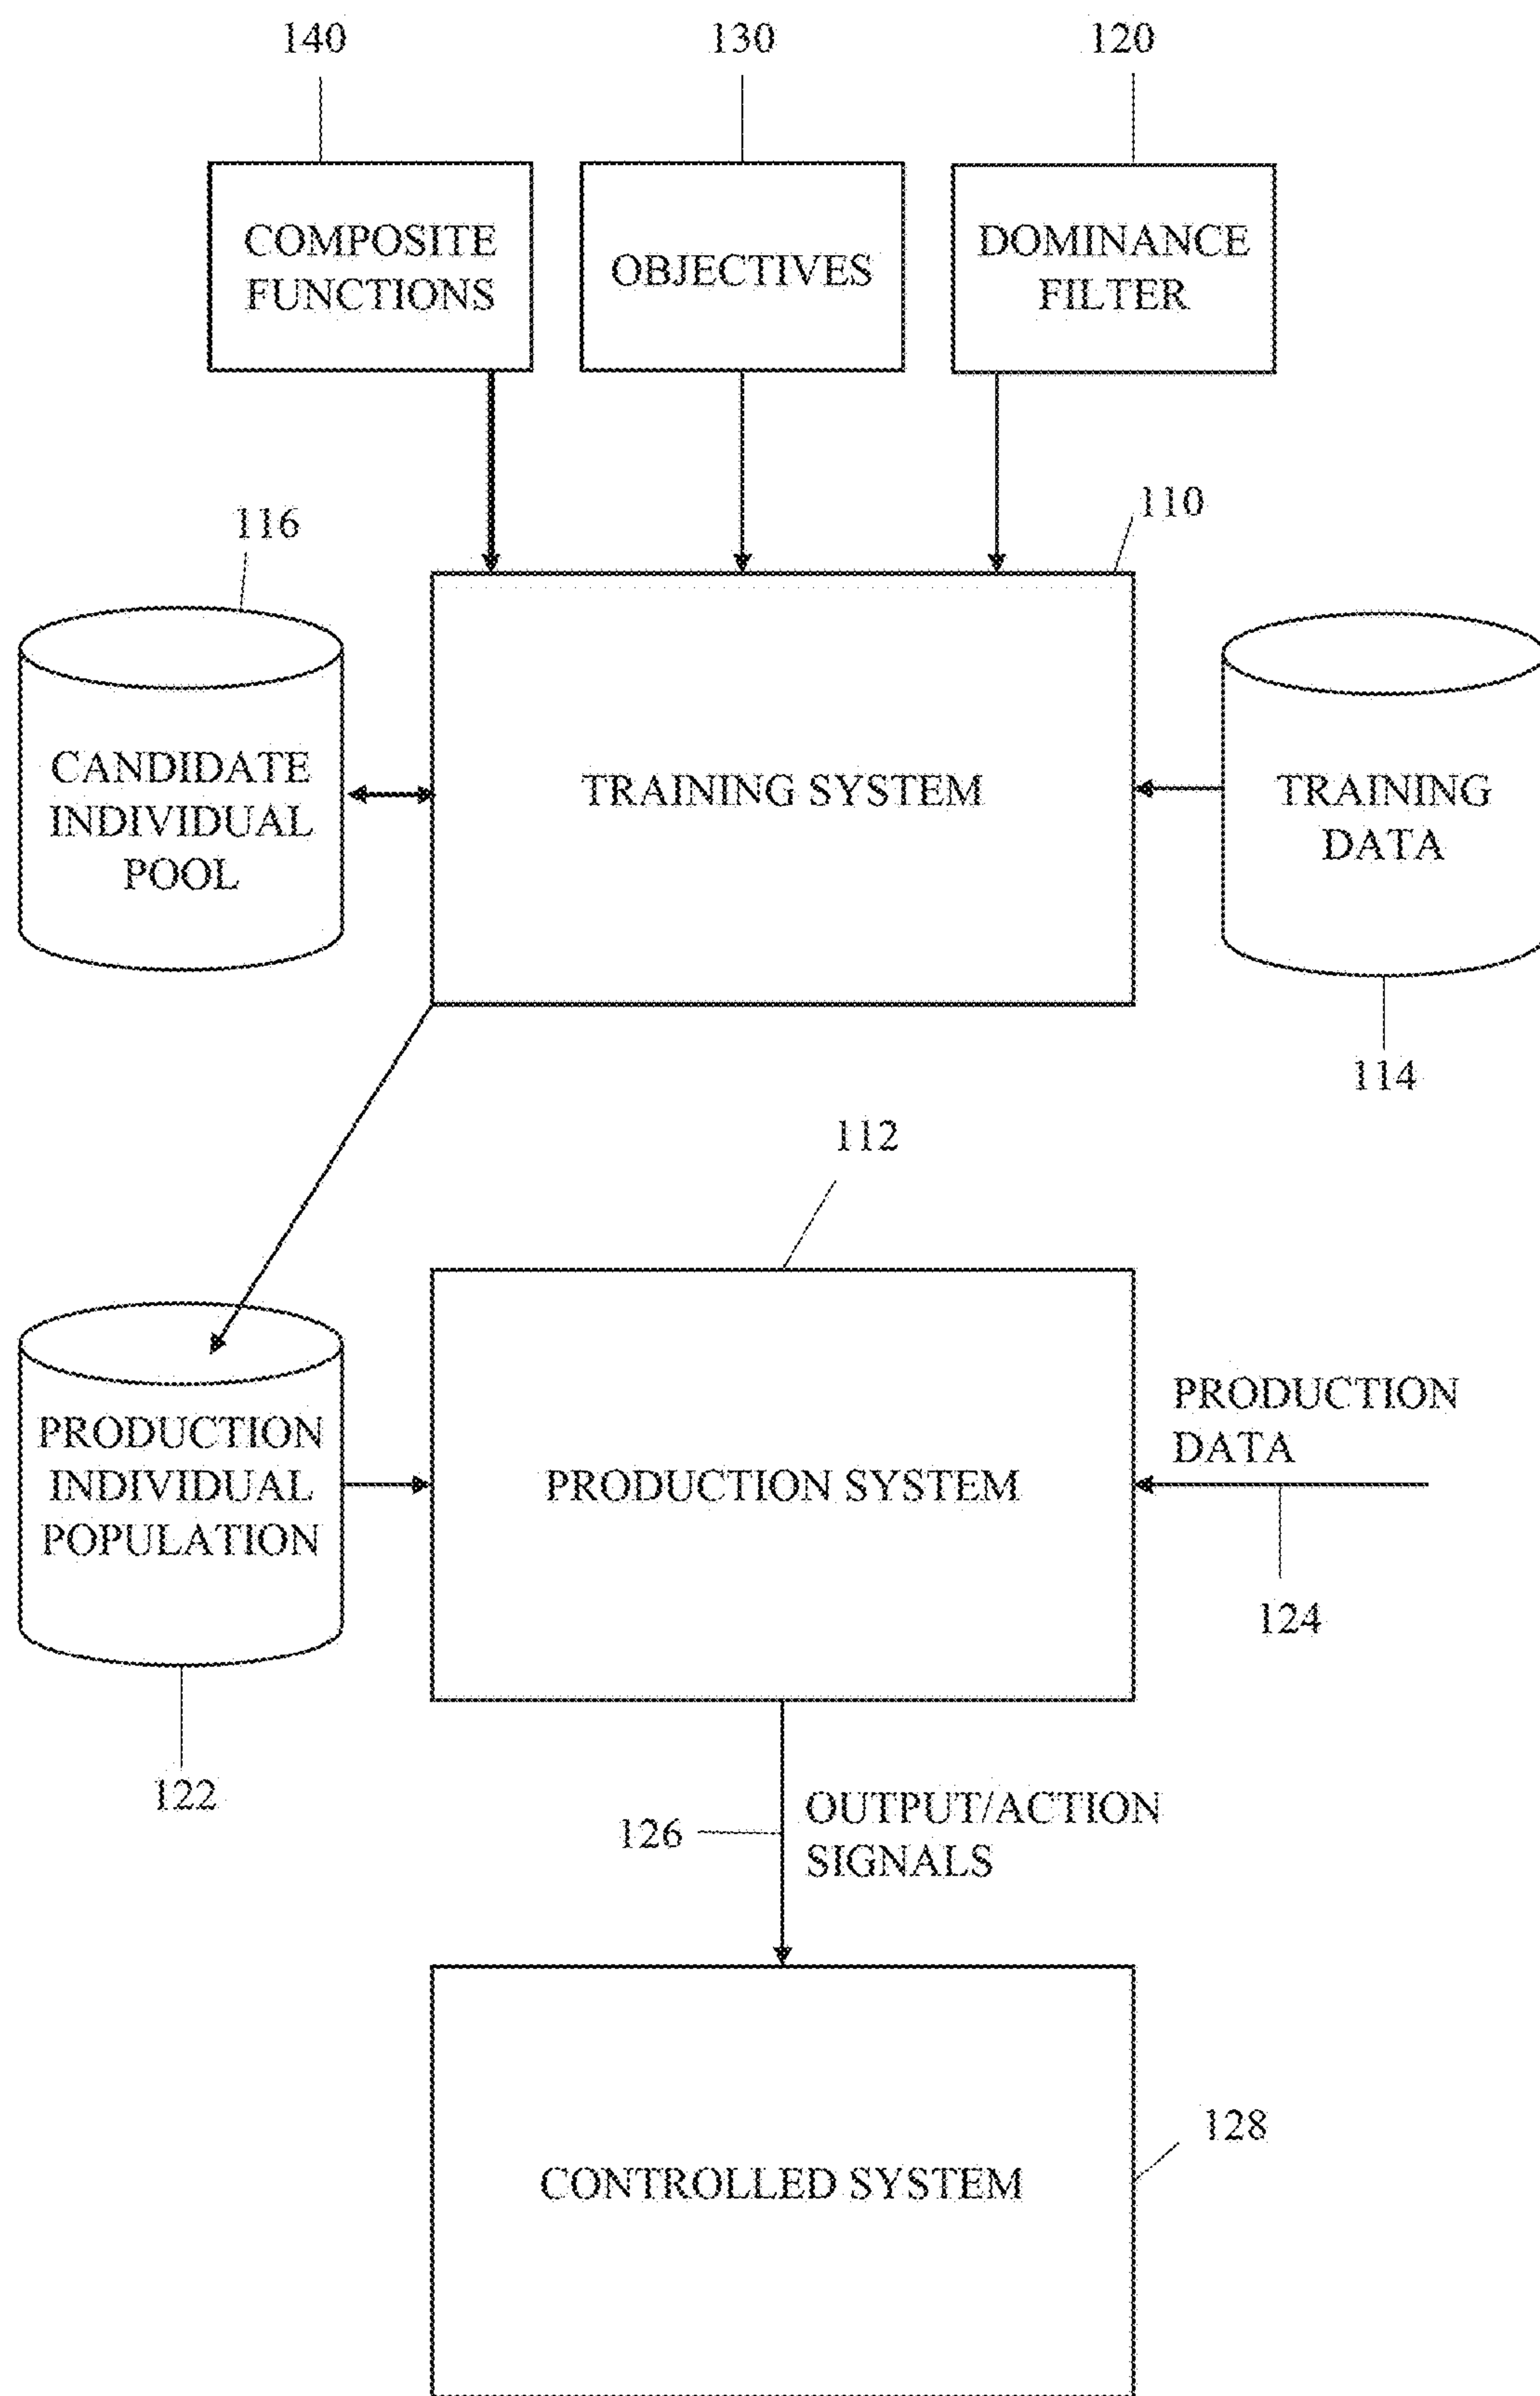 140
130
120
COMPOSITE
FUNCTIONS
OBJECTIVES
DOMINANCE
FILTER
110
116
CANDIDATE
INDIVIDUAL
POOL
TRAINING SYSTEM
TRAINING
DATA
114
112
PRODUCTION
INDIVIDUAL
POPULATION
PRODUCTION SYSTEM
PRODUCTION
DATA
124
122
126
OUTPUT/ACTION
SIGNALS
128
CONTROLLED SYSTEM